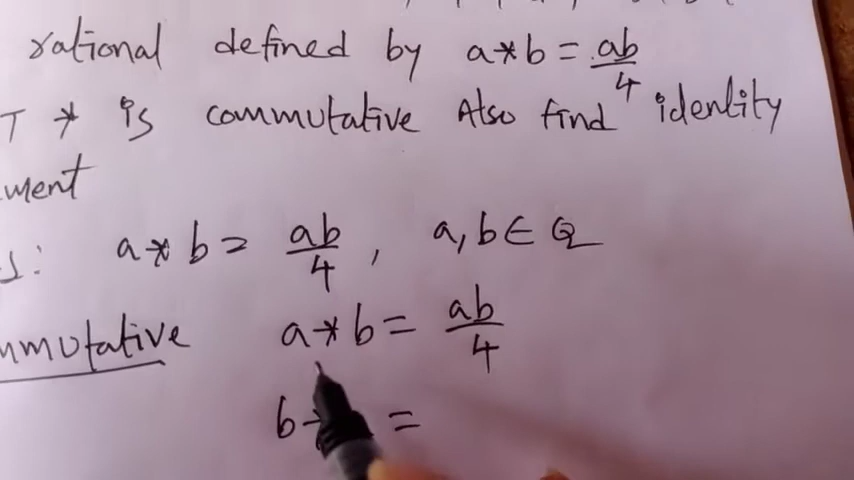 rational defined by a*b = ab/4
T * is commutative Also find identity
ment
a*b = ab/4, a,b ∈ Q
mmutative a*b = ab/4
b* =